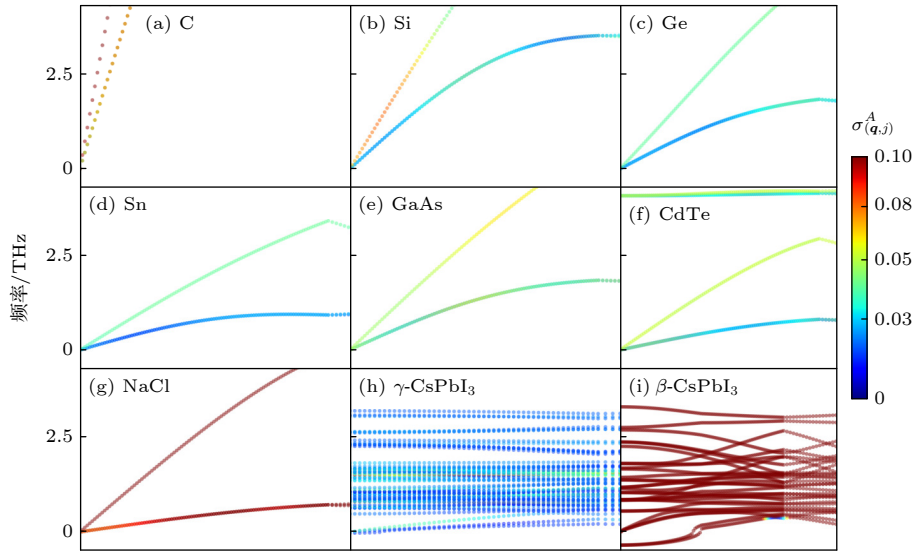 (a) C
(b) Si
(c) Ge
2.5
0
(d) Sn
(e) GaAs
(f) CdTe
2.5
0
频率/THz
(g) NaCl
(h) γ-CsPbI₃
(i) β-CsPbI₃
2.5
0
σᴬ₍𝒒,𝑗₎
0.10
0.08
0.05
0.03
0